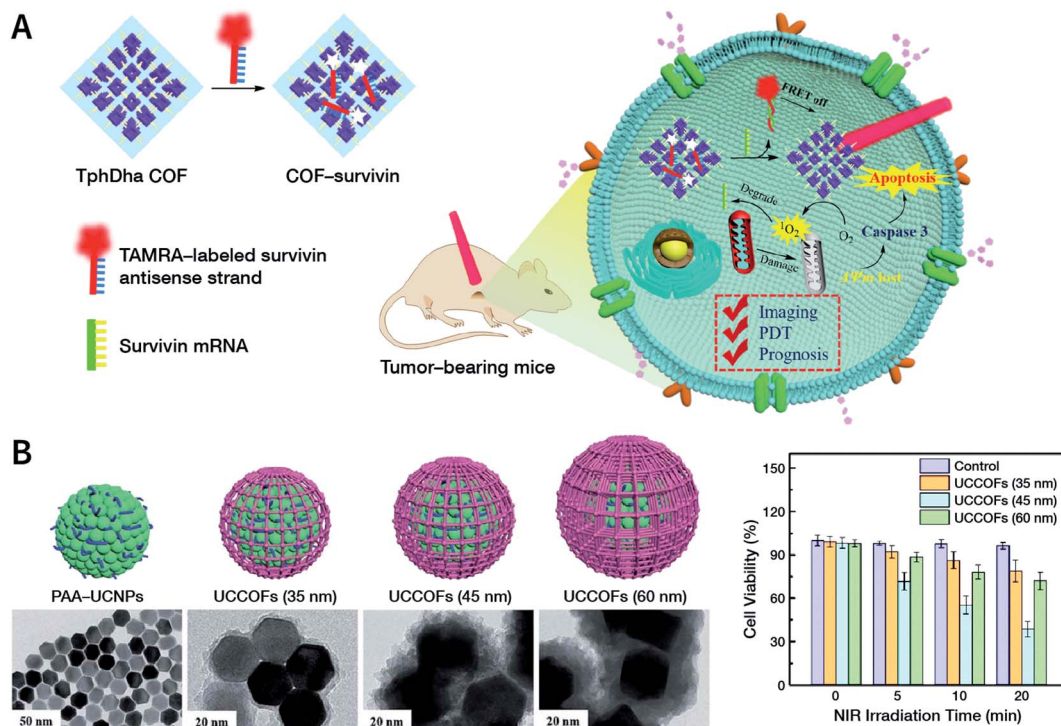 A
TphDha COF
COF–survivin
TAMRA–labeled survivin
antisense strand
Survivin mRNA
Tumor–bearing mice
FRET off
Apoptosis
Degrade
¹O₂
O₂
Caspase 3
Damage
ΔΨm lost
Imaging
PDT
Prognosis
B
PAA–UCNPs
UCCOFs (35 nm)
UCCOFs (45 nm)
UCCOFs (60 nm)
50 nm
20 nm
20 nm
20 nm
Cell Viability (%)
150
120
90
60
30
0
Control
UCCOFs (35 nm)
UCCOFs (45 nm)
UCCOFs (60 nm)
0 5 10 20
NIR Irradiation Time (min)